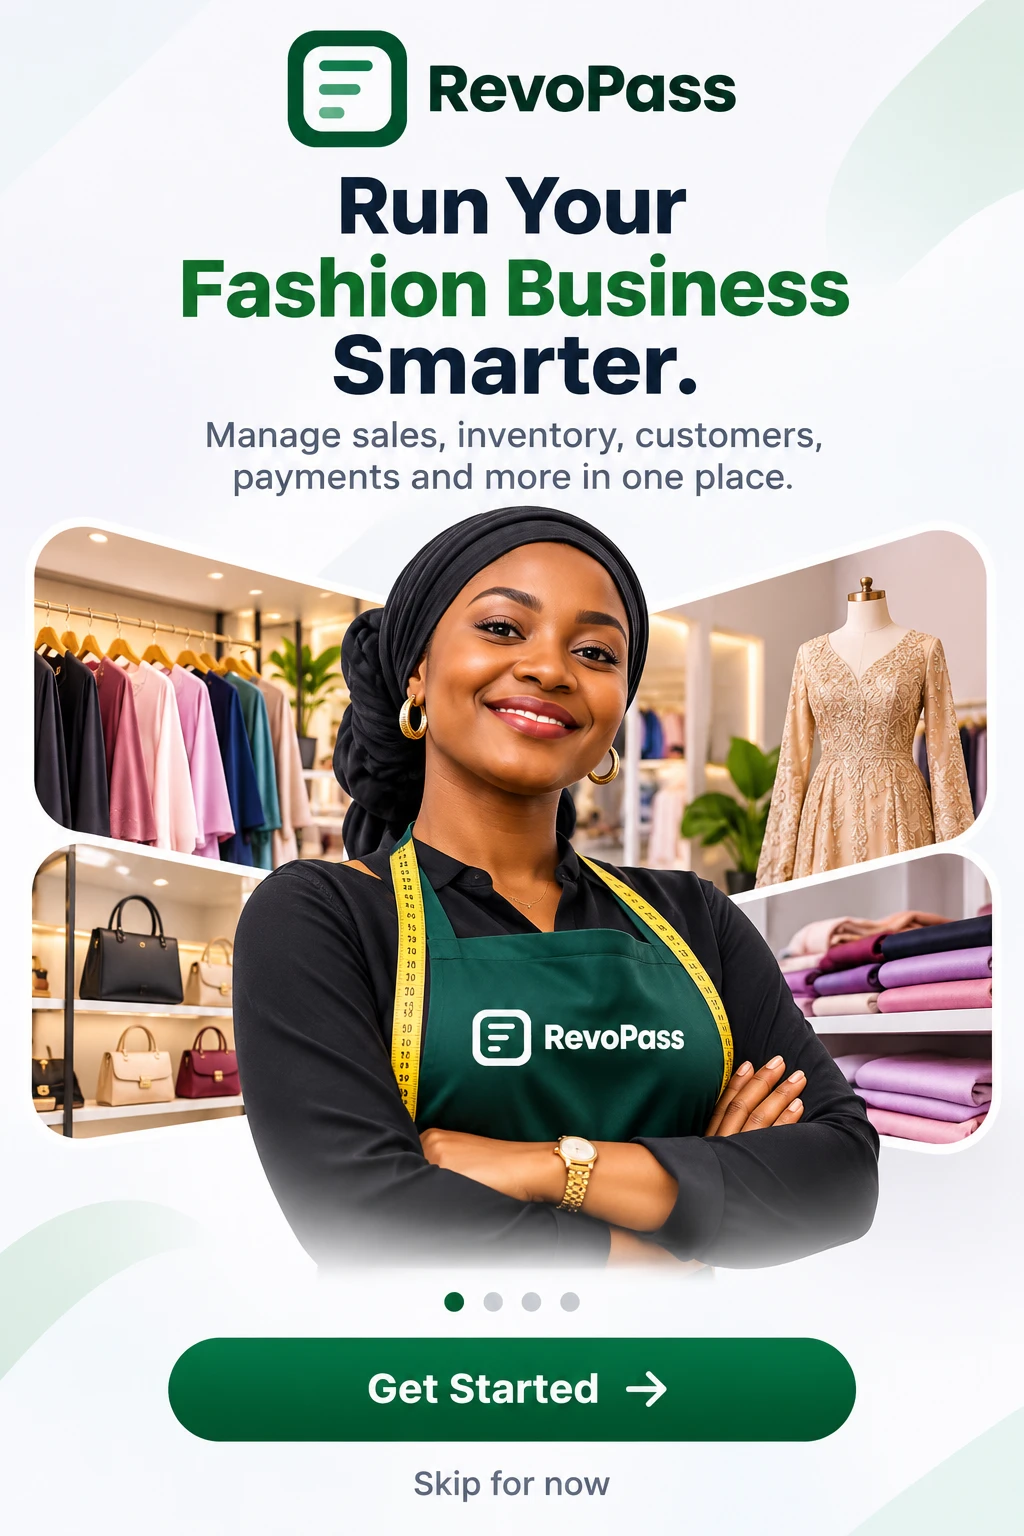 RevoPass
Run Your
Fashion Business
Smarter.
Manage sales, inventory, customers,
payments and more in one place.
RevoPass
Get Started →
Skip for now